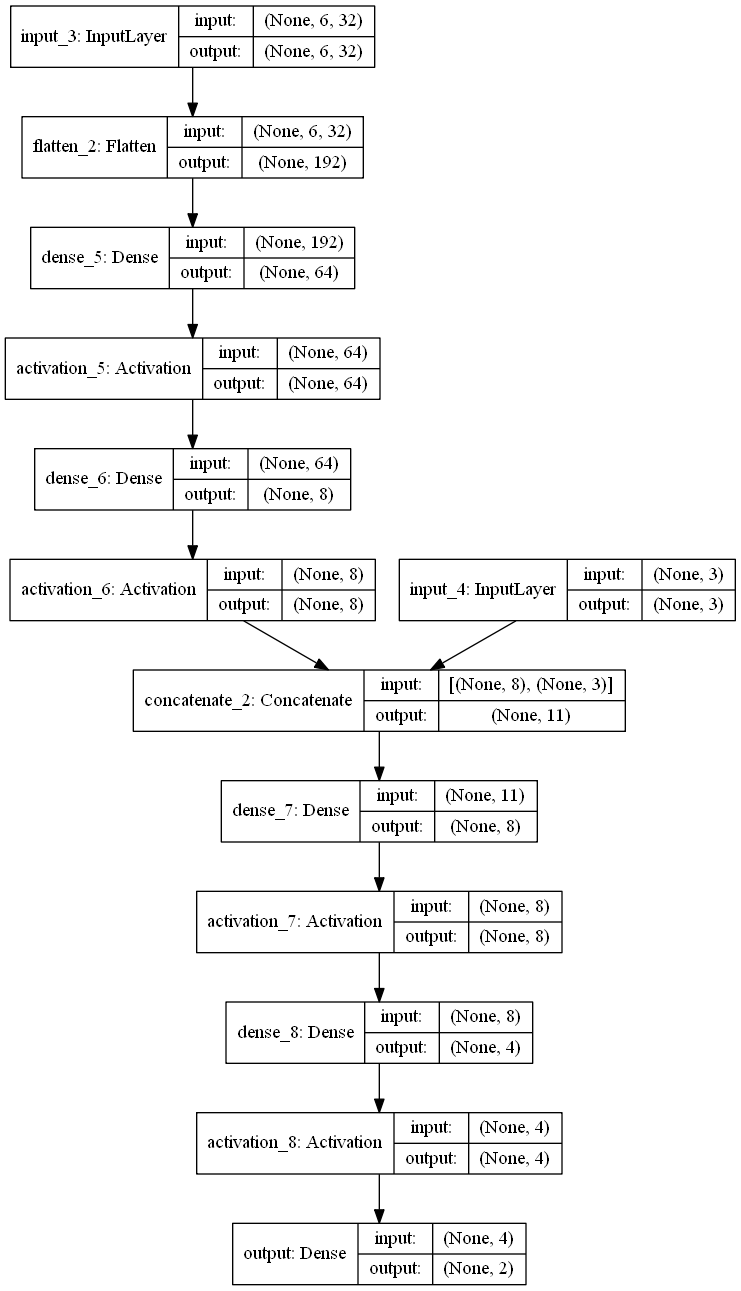 input_3: InputLayer
input: (None, 6, 32)
output: (None, 6, 32)
flatten_2: Flatten
input: (None, 6, 32)
output: (None, 192)
dense_5: Dense
input: (None, 192)
output: (None, 64)
activation_5: Activation
input: (None, 64)
output: (None, 64)
dense_6: Dense
input: (None, 64)
output: (None, 8)
activation_6: Activation
input: (None, 8)
output: (None, 8)
input_4: InputLayer
input: (None, 3)
output: (None, 3)
concatenate_2: Concatenate
input: [(None, 8), (None, 3)]
output: (None, 11)
dense_7: Dense
input: (None, 11)
output: (None, 8)
activation_7: Activation
input: (None, 8)
output: (None, 8)
dense_8: Dense
input: (None, 8)
output: (None, 4)
activation_8: Activation
input: (None, 4)
output: (None, 4)
output: Dense
input: (None, 4)
output: (None, 2)